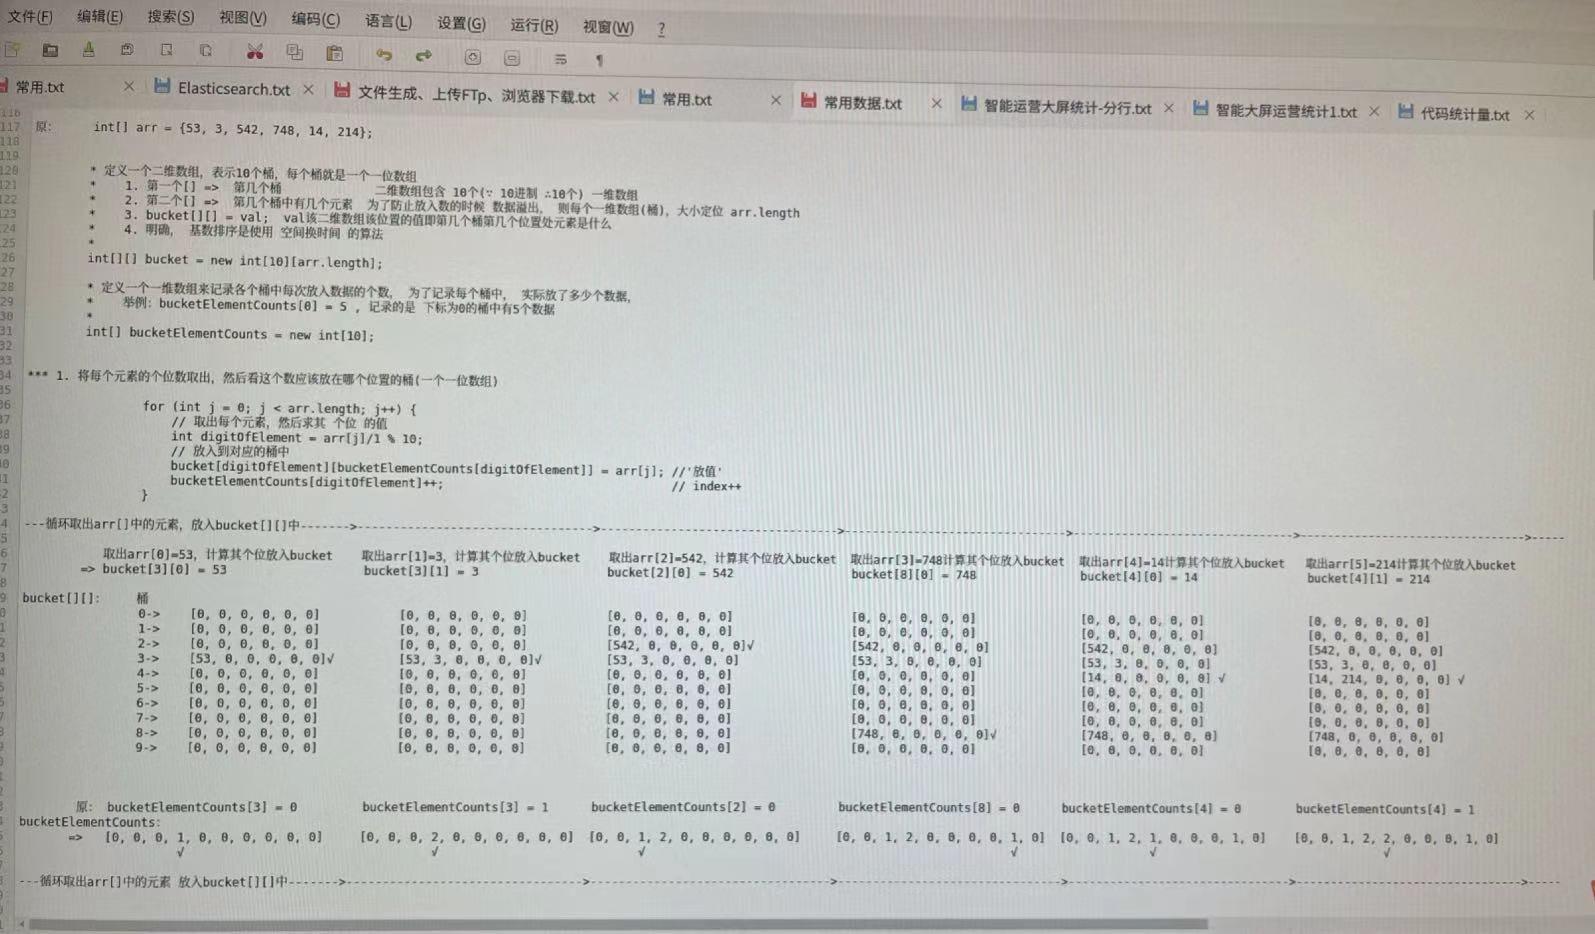 文件(F) 编辑(E) 搜索(S) 视图(V) 编码(C) 语言(L) 设置(G) 运行(R) 视窗(W) ?
常用.txt Elasticsearch.txt 文件生成、上传FTp、浏览器下载.txt 常用.txt 常用数据.txt 智能运营大屏统计-分行.txt 智能大屏运营统计1.txt 代码统计量.txt
原: int[] arr = {53, 3, 542, 748, 14, 214};
* 定义一个二维数组, 表示10个桶, 每个桶就是一个一位数组
* 1. 第一个[] => 第几个桶 二维数组包含 10个(∵ 10进制 ∴10个) 一维数组
* 2. 第二个[] => 第几个桶中有几个元素 为了防止放入数的时候 数据溢出, 则每个一维数组(桶), 大小定位 arr.length
* 3. bucket[][] = val; val该二维数组该位置的值即第几个桶第几个位置处元素是什么
* 4. 明确, 基数排序是使用 空间换时间 的算法
*
int[][] bucket = new int[10][arr.length];
* 定义一个一维数组来记录各个桶中每次放入数据的个数, 为了记录每个桶中, 实际放了多少个数据,
* 举例: bucketElementCounts[0] = 5 , 记录的是 下标为0的桶中有5个数据
*
int[] bucketElementCounts = new int[10];
*** 1. 将每个元素的个位数取出, 然后看这个数应该放在哪个位置的桶(一个一位数组)
for (int j = 0; j < arr.length; j++) {
// 取出每个元素, 然后求其 个位 的值
int digitOfElement = arr[j]/1 % 10;
// 放入到对应的桶中
bucket[digitOfElement][bucketElementCounts[digitOfElement]] = arr[j]; //'放值'
bucketElementCounts[digitOfElement]++; // index++
}
---循环取出arr[]中的元素, 放入bucket[][]中------->------------------------------->------------------------------->----------------------------->---------------------------->----------------------------->-----
取出arr[0]=53, 计算其个位放入bucket 取出arr[1]=3, 计算其个位放入bucket 取出arr[2]=542, 计算其个位放入bucket 取出arr[3]=748计算其个位放入bucket 取出arr[4]=14计算其个位放入bucket 取出arr[5]=214计算其个位放入bucket
=> bucket[3][0] = 53 bucket[3][1] = 3 bucket[2][0] = 542 bucket[8][0] = 748 bucket[4][0] = 14 bucket[4][1] = 214
bucket[][]: 桶
0-> [0, 0, 0, 0, 0, 0] [0, 0, 0, 0, 0, 0] [0, 0, 0, 0, 0, 0] [0, 0, 0, 0, 0, 0] [0, 0, 0, 0, 0, 0] [0, 0, 0, 0, 0, 0]
1-> [0, 0, 0, 0, 0, 0] [0, 0, 0, 0, 0, 0] [0, 0, 0, 0, 0, 0] [0, 0, 0, 0, 0, 0] [0, 0, 0, 0, 0, 0] [0, 0, 0, 0, 0, 0]
2-> [0, 0, 0, 0, 0, 0] [0, 0, 0, 0, 0, 0] [542, 0, 0, 0, 0, 0]√ [542, 0, 0, 0, 0, 0] [542, 0, 0, 0, 0, 0] [542, 0, 0, 0, 0, 0]
3-> [53, 0, 0, 0, 0, 0]√ [53, 3, 0, 0, 0, 0]√ [53, 3, 0, 0, 0, 0] [53, 3, 0, 0, 0, 0] [53, 3, 0, 0, 0, 0] [53, 3, 0, 0, 0, 0]
4-> [0, 0, 0, 0, 0, 0] [0, 0, 0, 0, 0, 0] [0, 0, 0, 0, 0, 0] [0, 0, 0, 0, 0, 0] [14, 0, 0, 0, 0, 0] √ [14, 214, 0, 0, 0, 0] √
5-> [0, 0, 0, 0, 0, 0] [0, 0, 0, 0, 0, 0] [0, 0, 0, 0, 0, 0] [0, 0, 0, 0, 0, 0] [0, 0, 0, 0, 0, 0] [0, 0, 0, 0, 0, 0]
6-> [0, 0, 0, 0, 0, 0] [0, 0, 0, 0, 0, 0] [0, 0, 0, 0, 0, 0] [0, 0, 0, 0, 0, 0] [0, 0, 0, 0, 0, 0] [0, 0, 0, 0, 0, 0]
7-> [0, 0, 0, 0, 0, 0] [0, 0, 0, 0, 0, 0] [0, 0, 0, 0, 0, 0] [0, 0, 0, 0, 0, 0] [0, 0, 0, 0, 0, 0] [0, 0, 0, 0, 0, 0]
8-> [0, 0, 0, 0, 0, 0] [0, 0, 0, 0, 0, 0] [0, 0, 0, 0, 0, 0] [748, 0, 0, 0, 0, 0]√ [748, 0, 0, 0, 0, 0] [748, 0, 0, 0, 0, 0]
9-> [0, 0, 0, 0, 0, 0] [0, 0, 0, 0, 0, 0] [0, 0, 0, 0, 0, 0] [0, 0, 0, 0, 0, 0] [0, 0, 0, 0, 0, 0] [0, 0, 0, 0, 0, 0]
原: bucketElementCounts[3] = 0 bucketElementCounts[3] = 1 bucketElementCounts[2] = 0 bucketElementCounts[8] = 0 bucketElementCounts[4] = 0 bucketElementCounts[4] = 1
bucketElementCounts:
=> [0, 0, 0, 1, 0, 0, 0, 0, 0, 0] [0, 0, 0, 2, 0, 0, 0, 0, 0, 0] [0, 0, 1, 2, 0, 0, 0, 0, 0, 0] [0, 0, 1, 2, 0, 0, 0, 0, 1, 0] [0, 0, 1, 2, 1, 0, 0, 0, 1, 0] [0, 0, 1, 2, 2, 0, 0, 0, 1, 0]
√ √ √ √ √ √
---循环取出arr[]中的元素 放入bucket[][]中------->------------------------------->------------------------------->----------------------------->---------------------------->----------------------------->-----